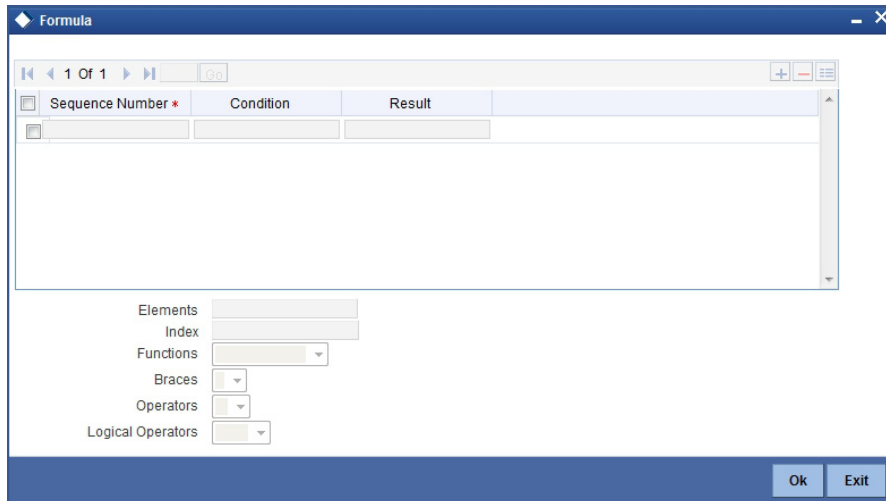 Formula
1 Of 1 Go
Sequence Number * Condition Result
Elements
Index
Functions
Braces
Operators
Logical Operators
Ok Exit